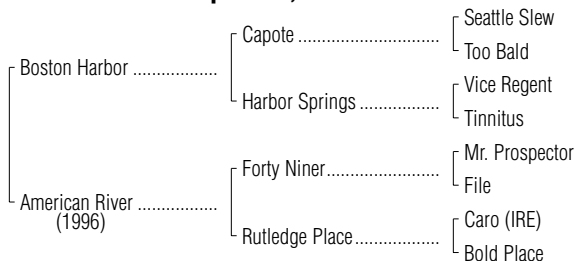 Seattle Slew
Capote ................................
Too Bald
Boston Harbor ...................
Vice Regent
Harbor Springs ..................
Tinnitus
Mr. Prospector
Forty Niner .........................
File
American River ..................
(1996)
Caro (IRE)
Rutledge Place ...................
Bold Place